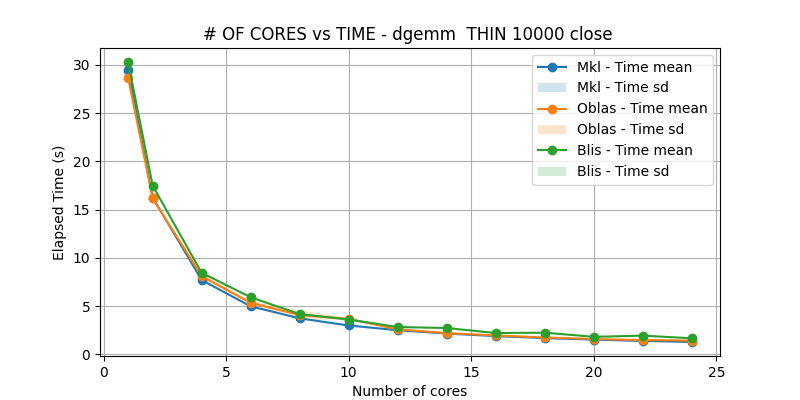 # OF CORES vs TIME - dgemm  THIN 10000 close
Elapsed Time (s)
30
25
20
15
10
5
0
Mkl - Time mean
Mkl - Time sd
Oblas - Time mean
Oblas - Time sd
Blis - Time mean
Blis - Time sd
0 5 10 15 20 25
Number of cores